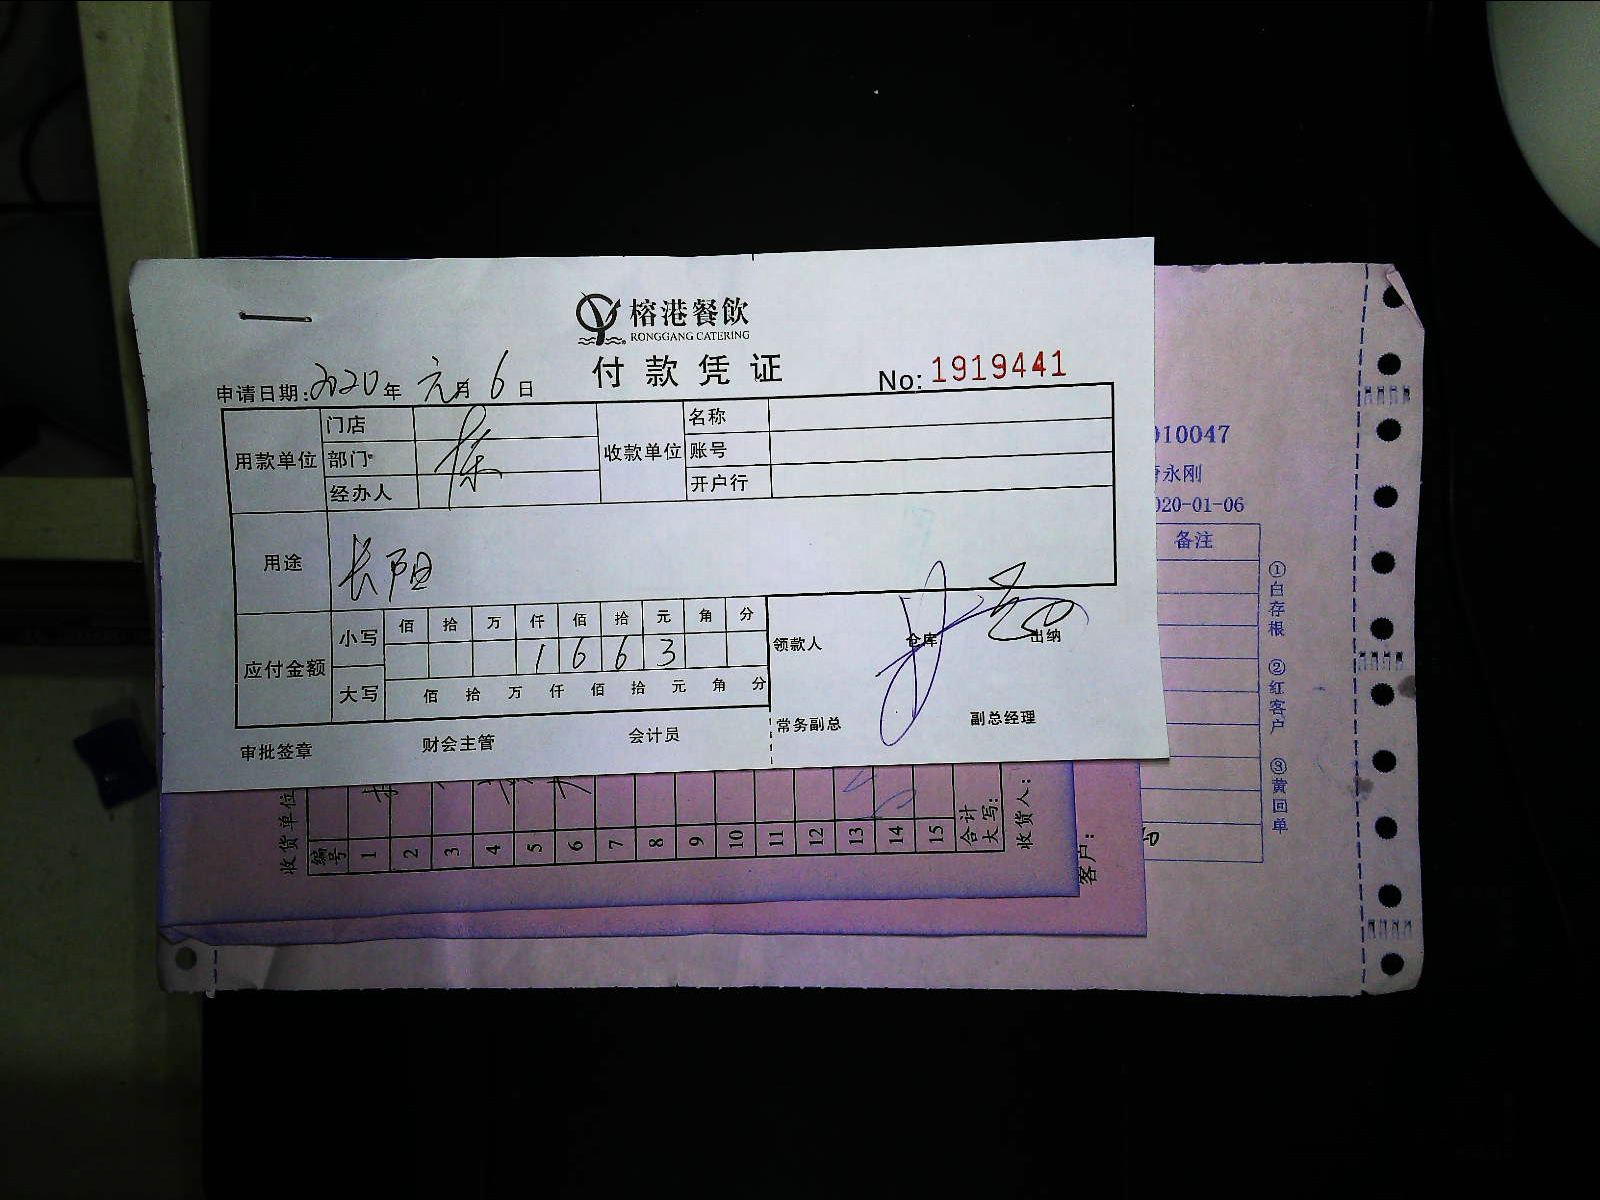 榕港餐飲
RONGGANG CATERING
付款凭证
No: 1919441
申请日期: 2020年 元月 6日
用款单位 门店 部门 经办人
收款单位 名称 账号 开户行
用途 长阳
应付金额 小写 佰 拾 万 仟 佰 拾 元 角 分
1 6 6 3
大写 佰 拾 万 仟 佰 拾 元 角 分
领款人 仓库 出纳
常务副总 副总经理
审批签章 财会主管 会计员
10047
永刚
20-01-06
备注
①白存根 ②红客户 ③黄回单
收货单位
编号 1 2 3 4 5 6 7 8 9 10 11 12 13 14 15
合计大写:
收货人:
客户: